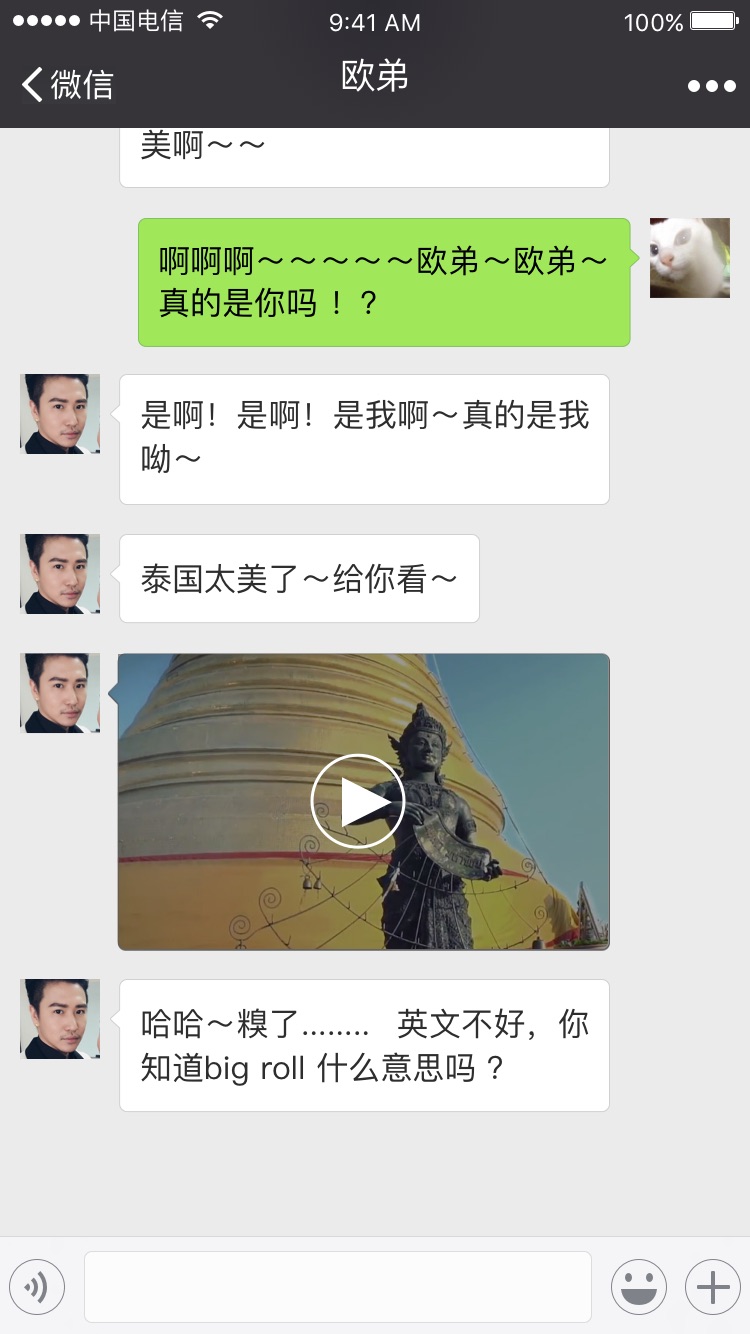 中国电信 9:41 AM 100%
微信 欧弟
美啊～～
啊啊啊～～～～～欧弟～欧弟～
真的是你吗！？
是啊！是啊！是我啊～真的是我
呦～
泰国太美了～给你看～
哈哈～糗了........ 英文不好，你
知道big roll 什么意思吗？